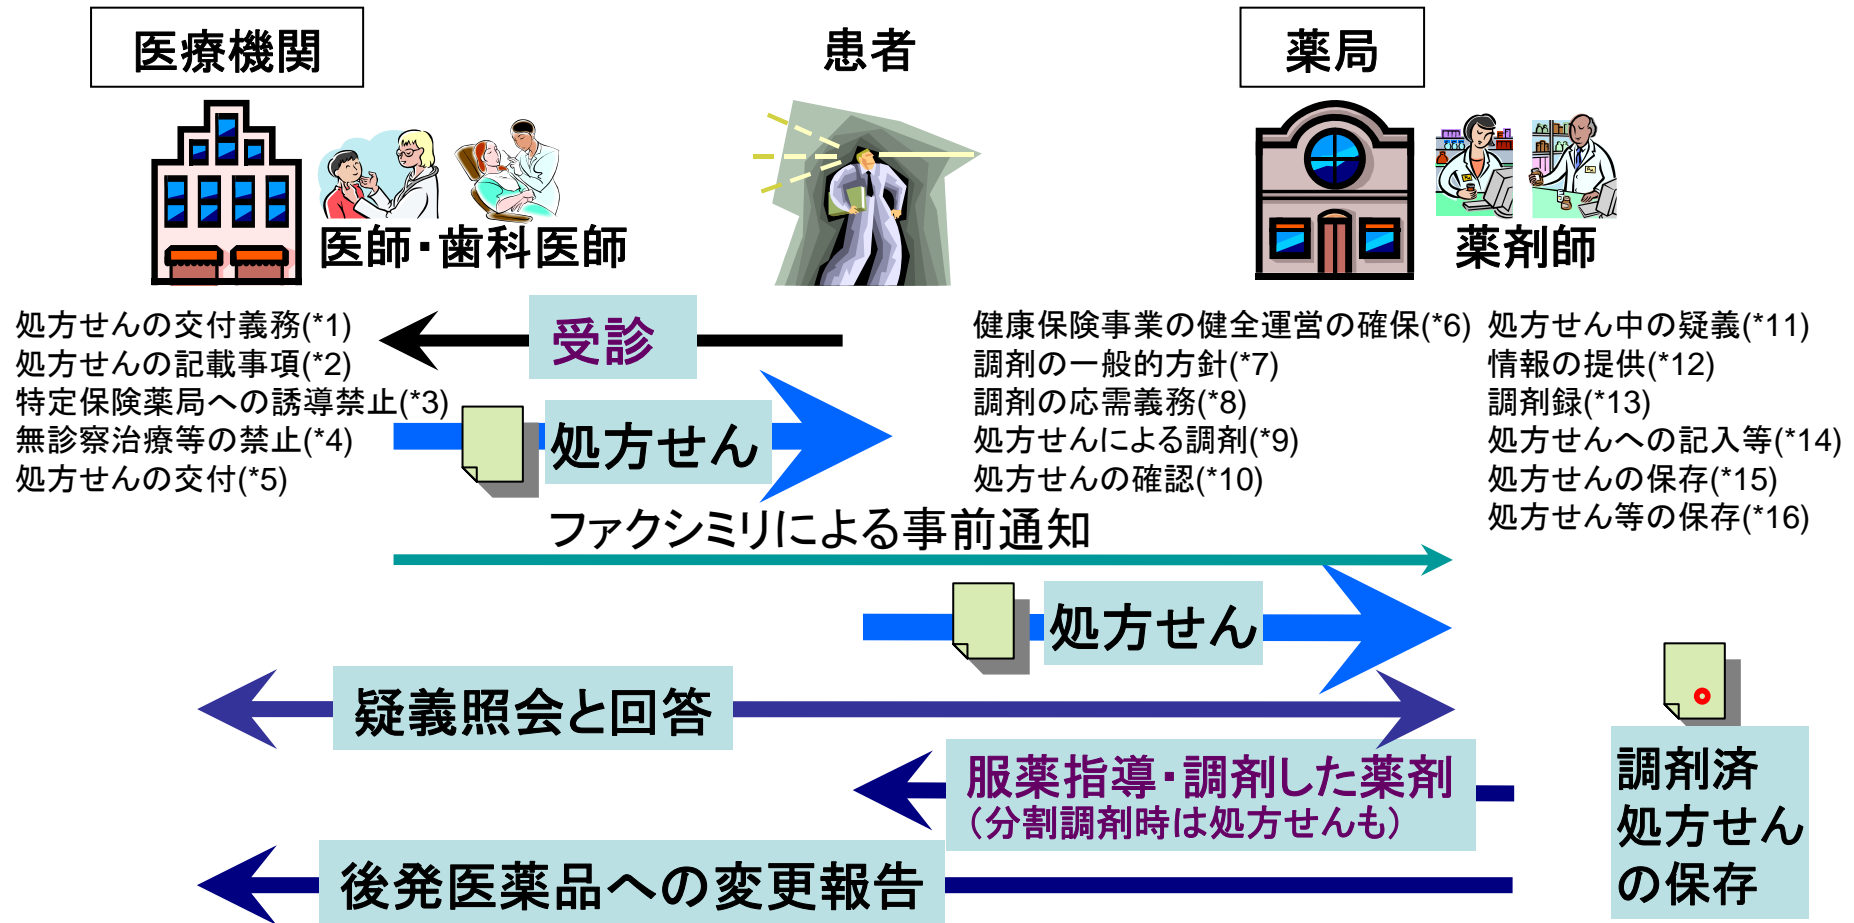 医療機関
患者
薬局
医師・歯科医師
薬剤師
処方せんの交付義務(*1)
処方せんの記載事項(*2)
特定保険薬局への誘導禁止(*3)
無診察治療等の禁止(*4)
処方せんの交付(*5)
受診
処方せん
健康保険事業の健全運営の確保(*6)
調剤の一般的方針(*7)
調剤の応需義務(*8)
処方せんによる調剤(*9)
処方せんの確認(*10)
処方せん中の疑義(*11)
情報の提供(*12)
調剤録(*13)
処方せんへの記入等(*14)
処方せんの保存(*15)
処方せん等の保存(*16)
ファクシミリによる事前通知
処方せん
疑義照会と回答
服薬指導・調剤した薬剤
（分割調剤時は処方せんも）
後発医薬品への変更報告
調剤済
処方せん
の保存